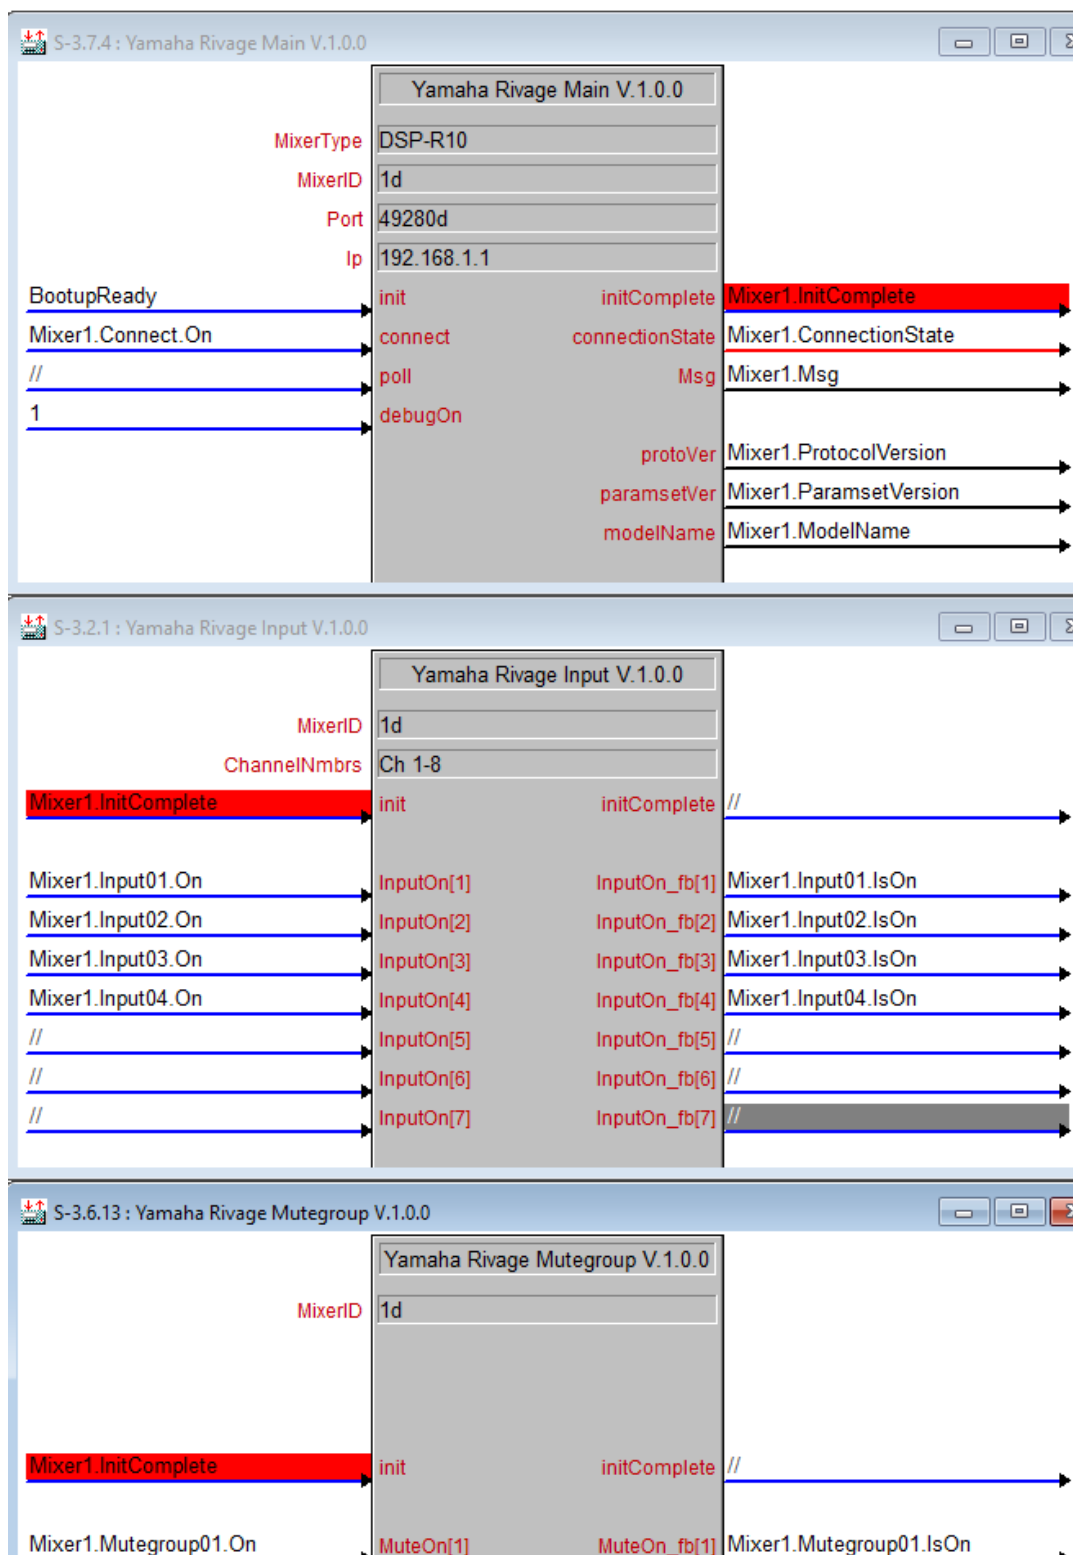 S-3.7.4 : Yamaha Rivage Main V.1.0.0
Yamaha Rivage Main V.1.0.0
MixerType DSP-R10
MixerID 1d
Port 49280d
Ip 192.168.1.1
BootupReady init initComplete Mixer1.InitComplete
Mixer1.Connect.On connect connectionState Mixer1.ConnectionState
// poll Msg Mixer1.Msg
1 debugOn
protoVer Mixer1.ProtocolVersion
paramsetVer Mixer1.ParamsetVersion
modelName Mixer1.ModelName
S-3.2.1 : Yamaha Rivage Input V.1.0.0
Yamaha Rivage Input V.1.0.0
MixerID 1d
ChannelNmbrs Ch 1-8
Mixer1.InitComplete init initComplete //
Mixer1.Input01.On InputOn[1] InputOn_fb[1] Mixer1.Input01.IsOn
Mixer1.Input02.On InputOn[2] InputOn_fb[2] Mixer1.Input02.IsOn
Mixer1.Input03.On InputOn[3] InputOn_fb[3] Mixer1.Input03.IsOn
Mixer1.Input04.On InputOn[4] InputOn_fb[4] Mixer1.Input04.IsOn
// InputOn[5] InputOn_fb[5] //
// InputOn[6] InputOn_fb[6] //
// InputOn[7] InputOn_fb[7] //
S-3.6.13 : Yamaha Rivage Mutegroup V.1.0.0
Yamaha Rivage Mutegroup V.1.0.0
MixerID 1d
Mixer1.InitComplete init initComplete //
Mixer1.Mutegroup01.On MuteOn[1] MuteOn_fb[1] Mixer1.Mutegroup01.IsOn